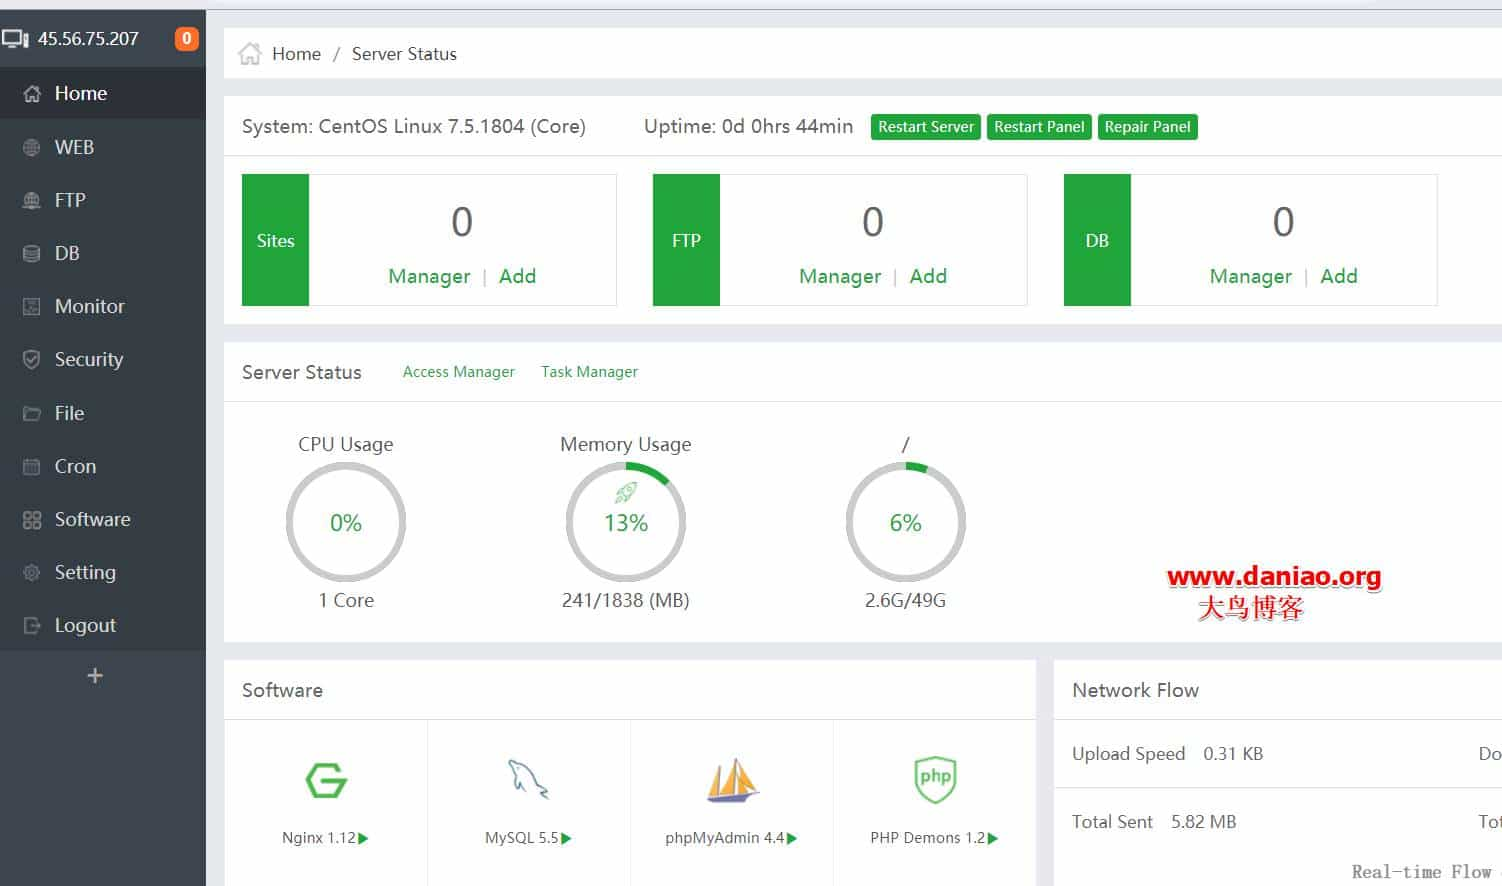 45.56.75.207 0
Home
WEB
FTP
DB
Monitor
Security
File
Cron
Software
Setting
Logout
+
Home / Server Status
System: CentOS Linux 7.5.1804 (Core) Uptime: 0d 0hrs 44min Restart Server Restart Panel Repair Panel
Sites
0
Manager | Add
FTP
0
Manager | Add
DB
0
Manager | Add
Server Status Access Manager Task Manager
CPU Usage
0%
1 Core
Memory Usage
13%
241/1838 (MB)
/
6%
2.6G/49G
www.daniao.org
大鸟博客
Software
php
Nginx 1.12
MySQL 5.5
phpMyAdmin 4.4
PHP Demons 1.2
Network Flow
Upload Speed 0.31 KB Do
Total Sent 5.82 MB Tot
Real-time Flow